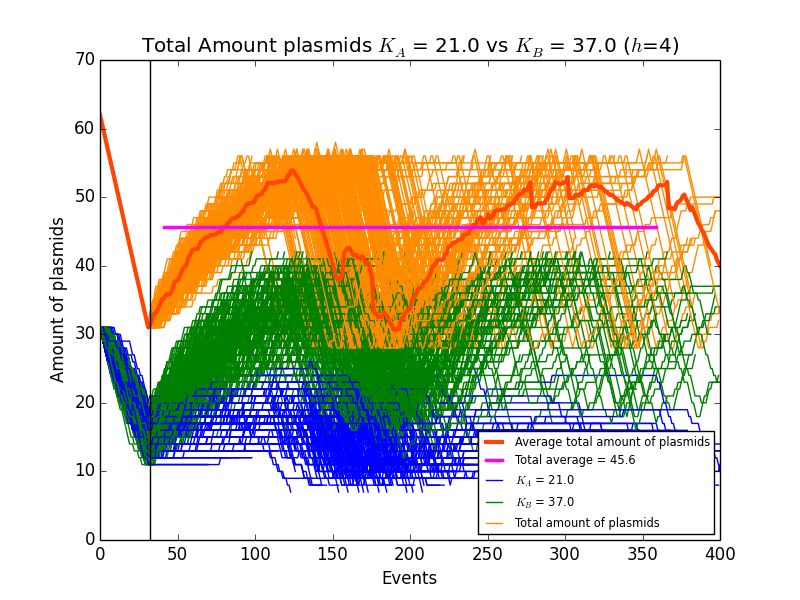 Total Amount plasmids K_A = 21.0 vs K_B = 37.0 (h=4)
70
60
50
40
30
20
10
0
Amount of plasmids
Average total amount of plasmids
Total average = 45.6
K_A = 21.0
K_B = 37.0
Total amount of plasmids
0 50 100 150 200 250 300 350 400
Events